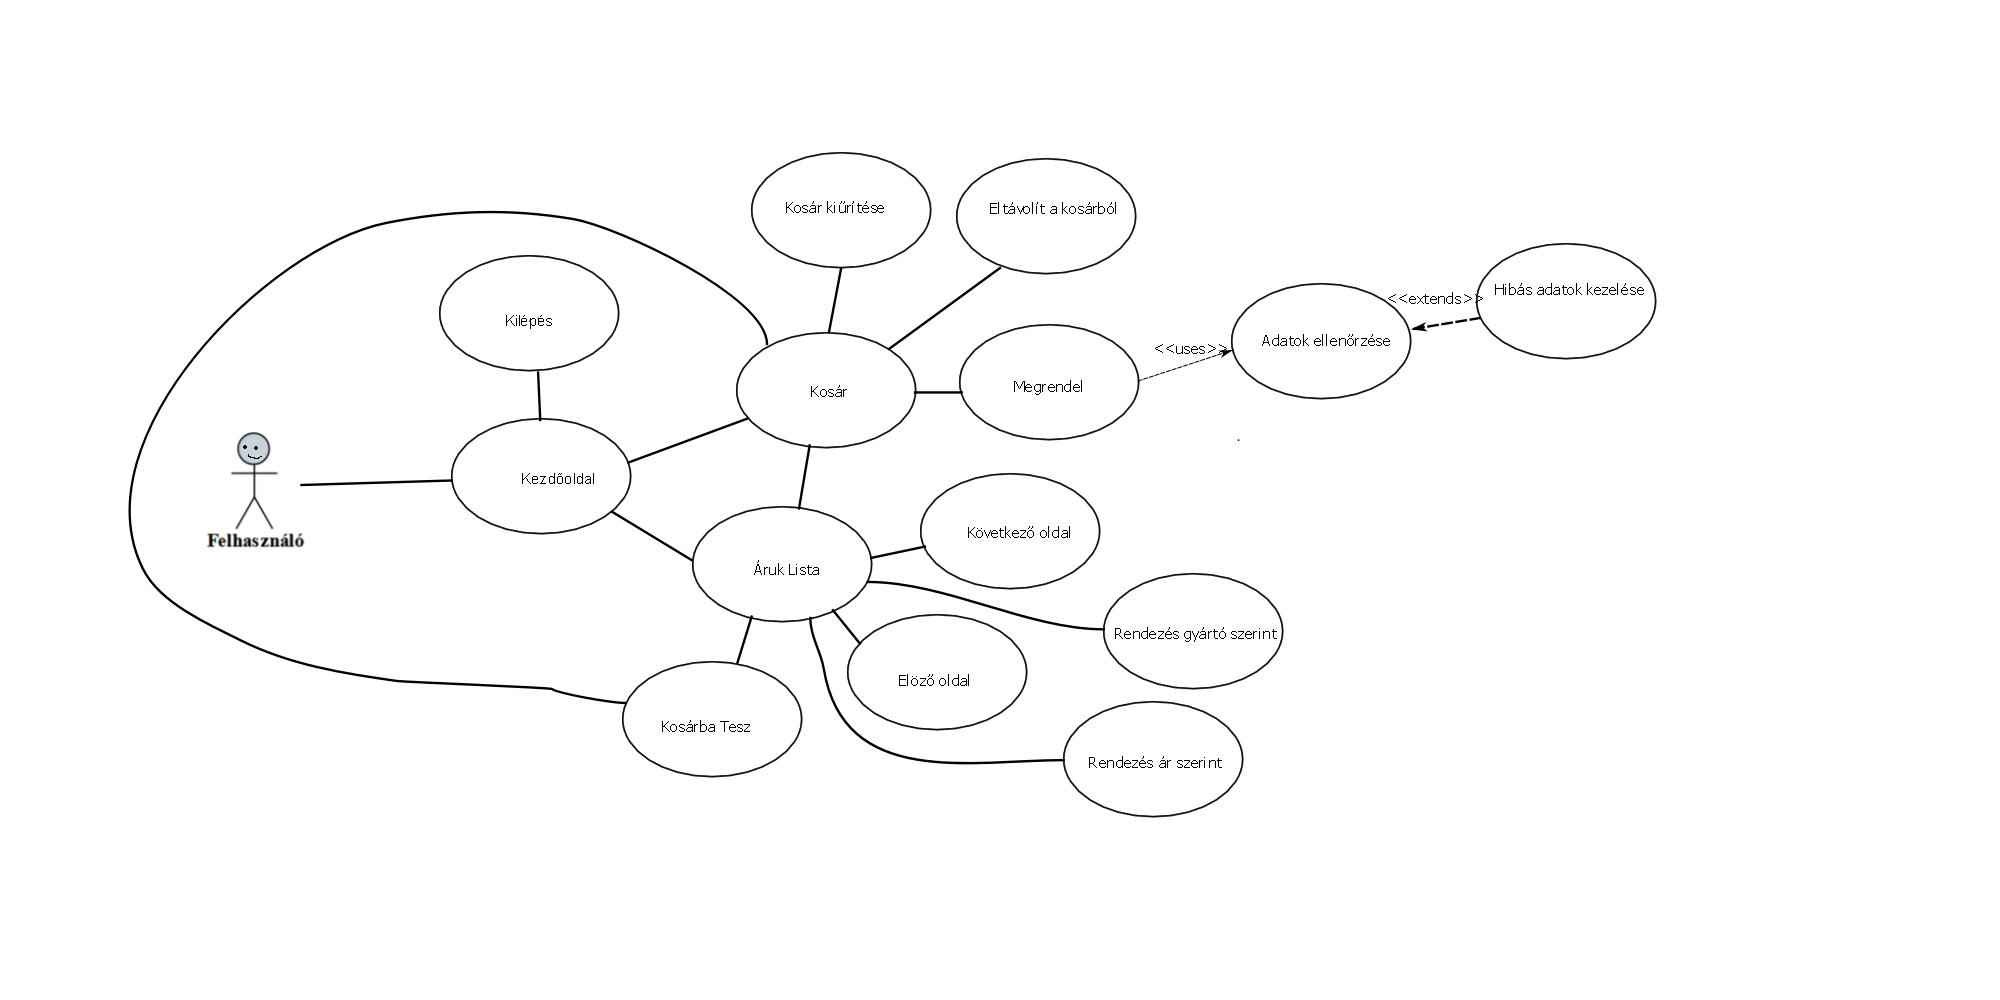 Kosár kiűrítése
Eltávolít a kosárból
Hibás adatok kezelése
<<extends>>
Kilépés
Adatok ellenőrzése
<<uses>>
Megrendel
Kosár
Kezdőoldal
Felhasználó
Következő oldal
Áruk Lista
Rendezés gyártó szerint
Elöző oldal
Kosárba Tesz
Rendezés ár szerint